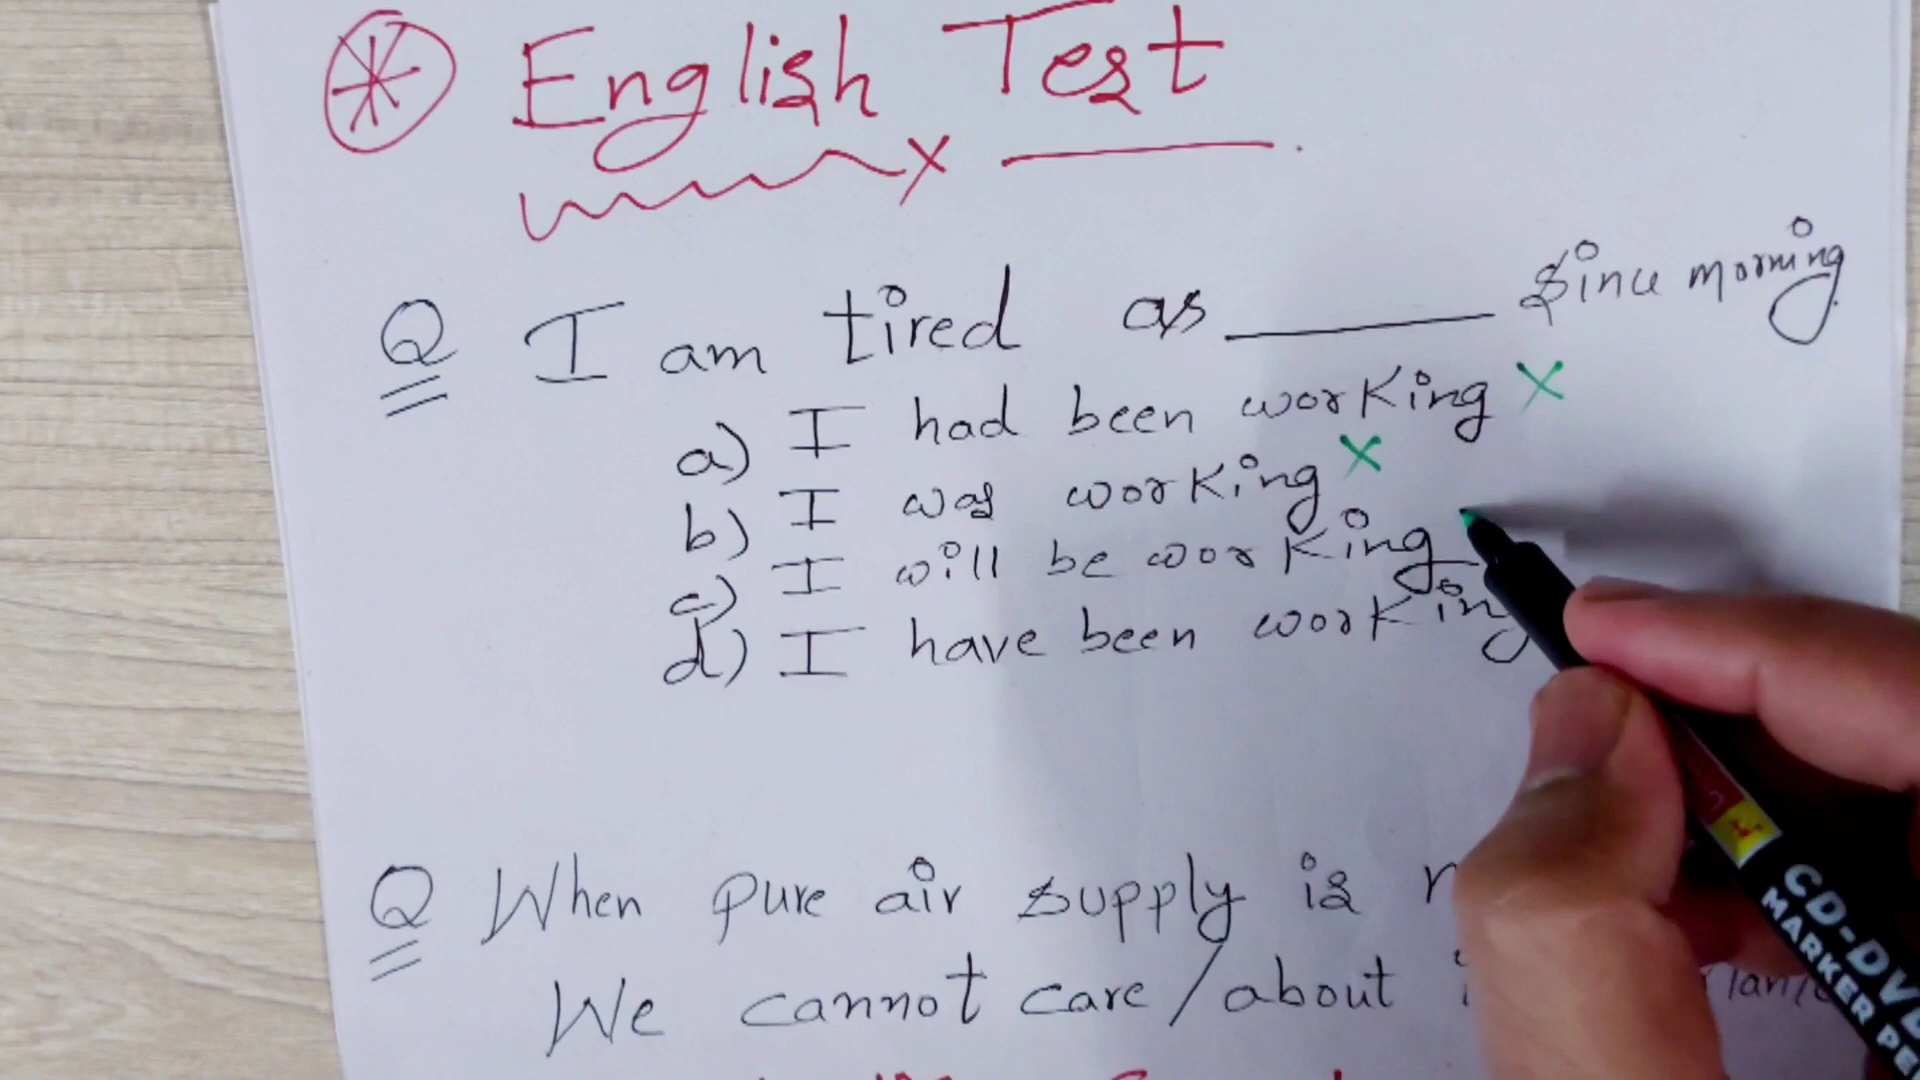 English Test
Q I am tired as ______ since morning
a) I had been working ×
b) I was working ×
c) I will be working
d) I have been working
Q When pure air supply is
We cannot care/about
CD-DV
MARKER PE